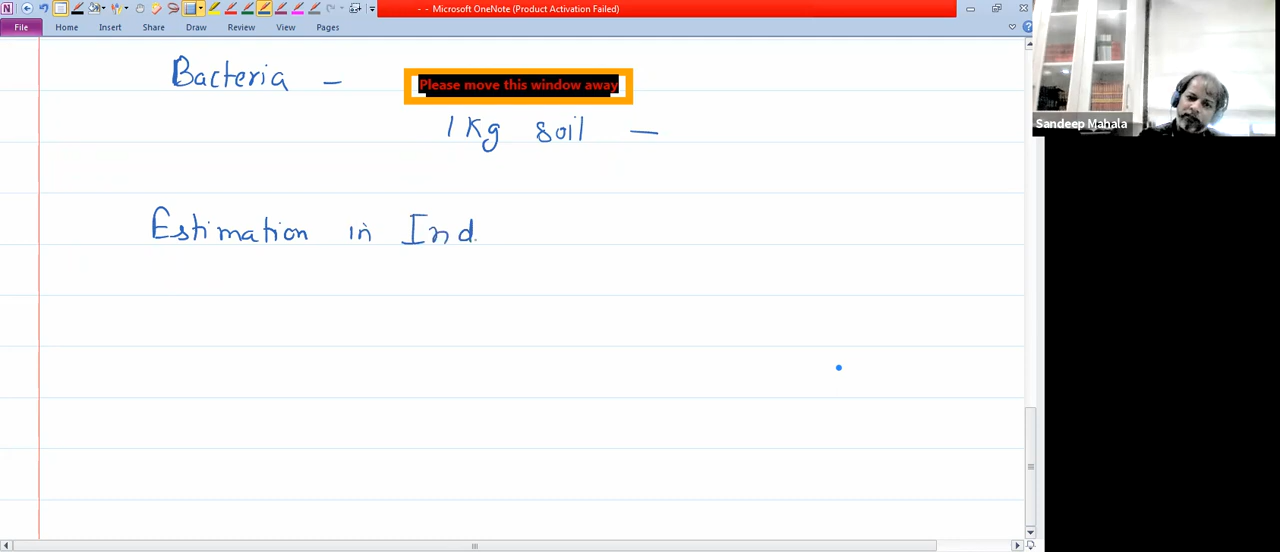 - - Microsoft OneNote (Product Activation Failed)
File Home Insert Share Draw Review View Pages
Bacteria –
Please move this window away
1 Kg soil –
Sandeep Mahala
Estimation in Ind